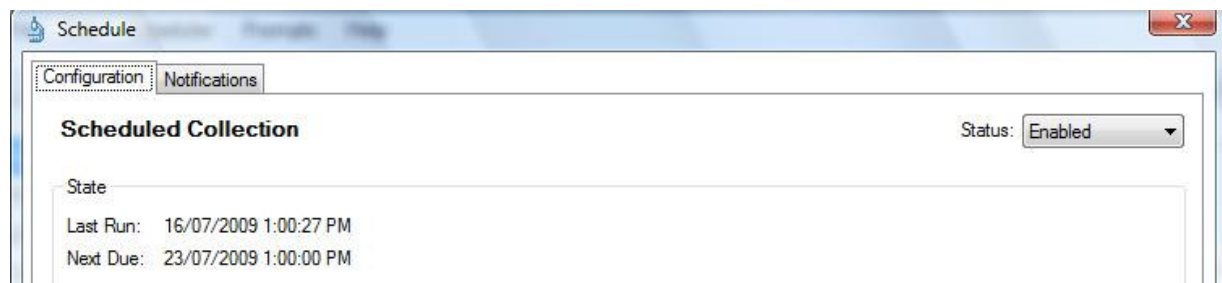 Schedule
Help
Configuration Notifications
Scheduled Collection
Status: Enabled
State
Last Run: 16/07/2009 1:00:27 PM
Next Due: 23/07/2009 1:00:00 PM